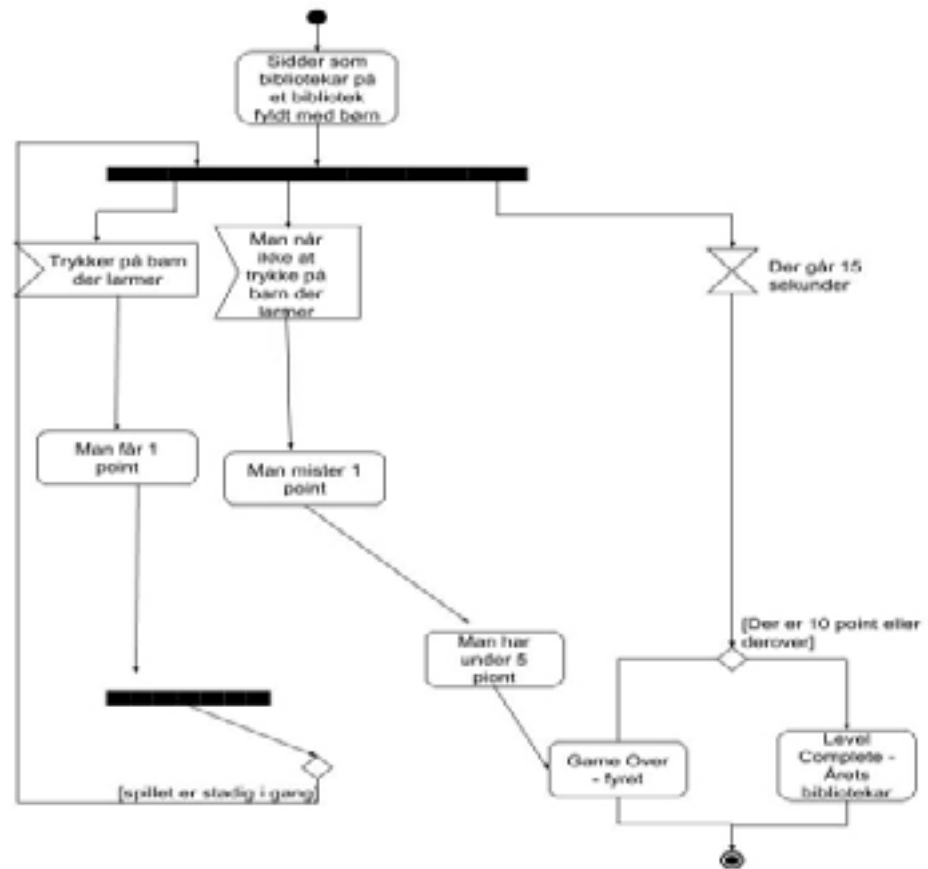 Sidder som
bibliotekar på
et bibliotek
fyldt med børn
Trykker på barn
der larmer
Man når
ikke at
trykke på
barn der
larmer
Der går 15
sekunder
Man får 1
point
Man mister 1
point
[Der er 10 point eller
derover]
Man har
under 5
piont
Game Over
- fyret
Level
Complete -
Årets
bibliotekar
[spillet er stadig i gang]